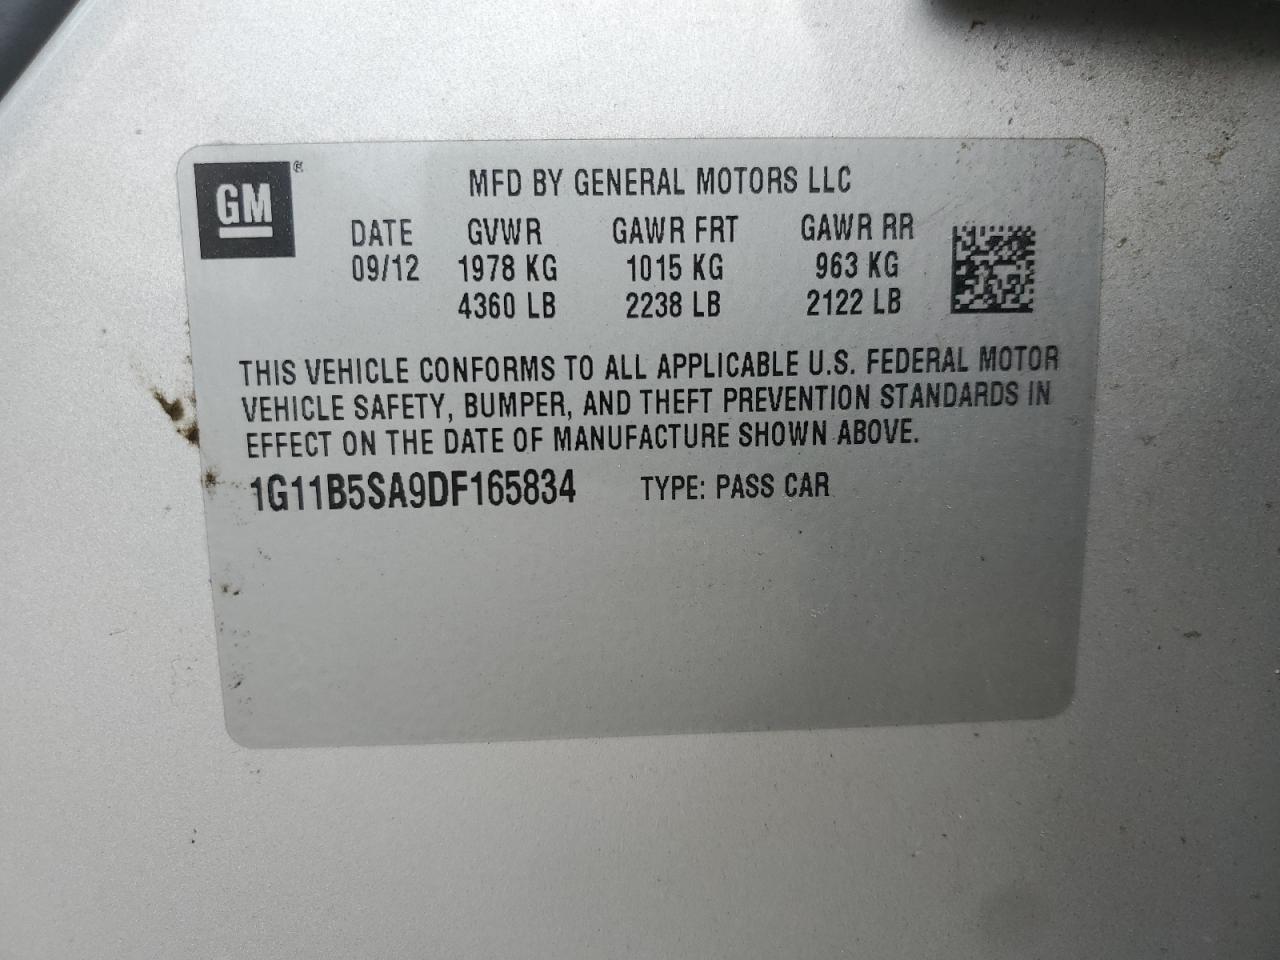 GM ®
MFD BY GENERAL MOTORS LLC
DATE GVWR GAWR FRT GAWR RR
09/12 1978 KG 1015 KG 963 KG
4360 LB 2238 LB 2122 LB
THIS VEHICLE CONFORMS TO ALL APPLICABLE U.S. FEDERAL MOTOR
VEHICLE SAFETY, BUMPER, AND THEFT PREVENTION STANDARDS IN
EFFECT ON THE DATE OF MANUFACTURE SHOWN ABOVE.
1G11B5SA9DF165834 TYPE: PASS CAR